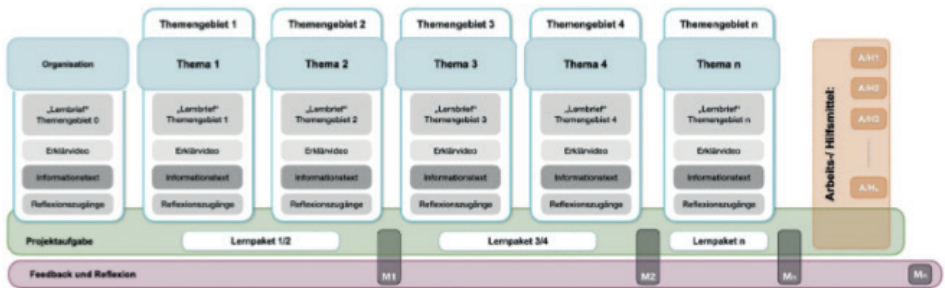 Themengebiet 1
Themengebiet 2
Themengebiet 3
Themengebiet 4
Themengebiet n
Organisation
Thema 1
Thema 2
Thema 3
Thema 4
Thema n
„Lernbrief“
Themengebiet 0
„Lernbrief“
Themengebiet 1
„Lernbrief“
Themengebiet 2
„Lernbrief“
Themengebiet 3
„Lernbrief“
Themengebiet 4
„Lernbrief“
Themengebiet n
Erklärvideo
Erklärvideo
Erklärvideo
Erklärvideo
Erklärvideo
Erklärvideo
Informationstext
Informationstext
Informationstext
Informationstext
Informationstext
Informationstext
Reflexionszugänge
Reflexionszugänge
Reflexionszugänge
Reflexionszugänge
Reflexionszugänge
Reflexionszugänge
Arbeits-/ Hilfsmittel:
A/H1
A/H2
A/H3
Projektaufgabe
Lernpaket 1/2
Lernpaket 3/4
Lernpaket n
Feedback und Reflexion
M1
M2
Mₙ
Mₙ